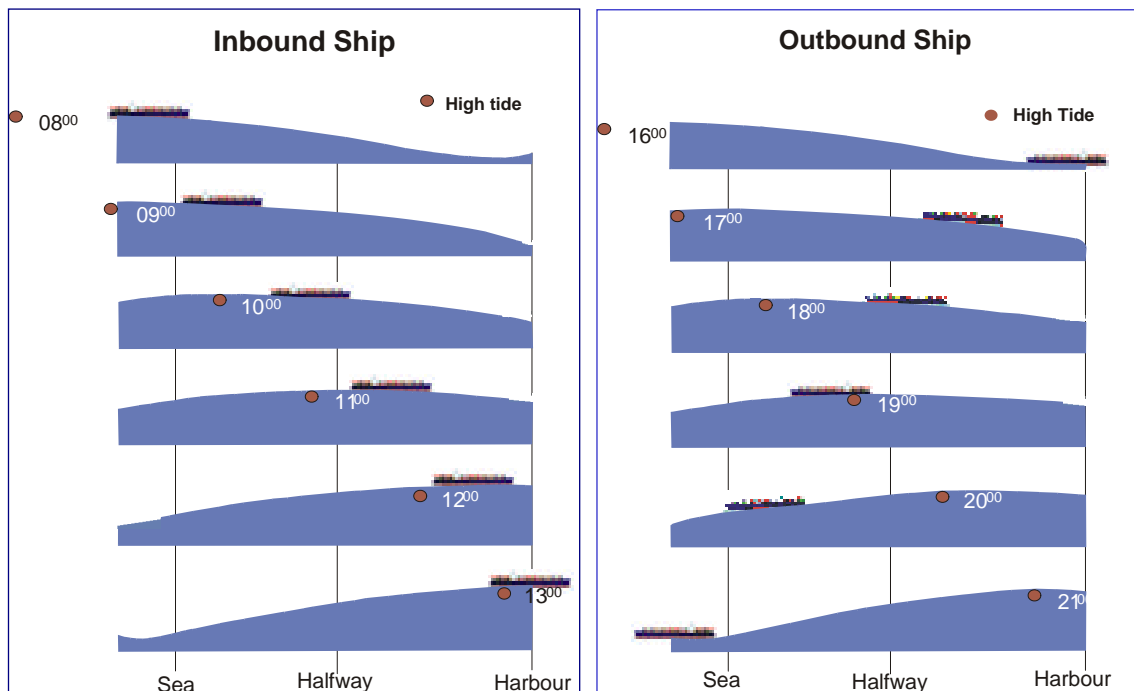 Inbound Ship
High tide
08⁰⁰
09⁰⁰
10⁰⁰
11⁰⁰
12⁰⁰
13⁰⁰
Sea
Halfway
Harbour
Outbound Ship
High Tide
16⁰⁰
17⁰⁰
18⁰⁰
19⁰⁰
20⁰⁰
21⁰⁰
Sea
Halfway
Harbour